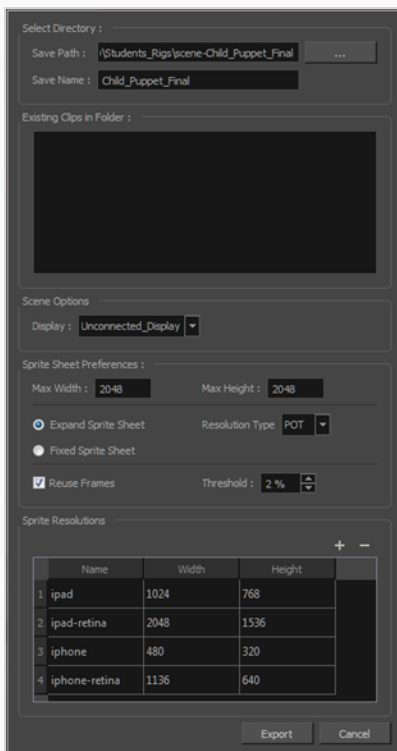 Select Directory :
Save Path : \Students_Rigs\scene-Child_Puppet_Final ...
Save Name : Child_Puppet_Final
Existing Clips in Folder :
Scene Options
Display : Unconnected_Display
Sprite Sheet Preferences :
Max Width : 2048 Max Height : 2048
Expand Sprite Sheet Resolution Type POT
Fixed Sprite Sheet
Reuse Frames Threshold : 2 %
Sprite Resolutions
+ −
Name Width Height
1 ipad 1024 768
2 ipad-retina 2048 1536
3 iphone 480 320
4 iphone-retina 1136 640
Export Cancel